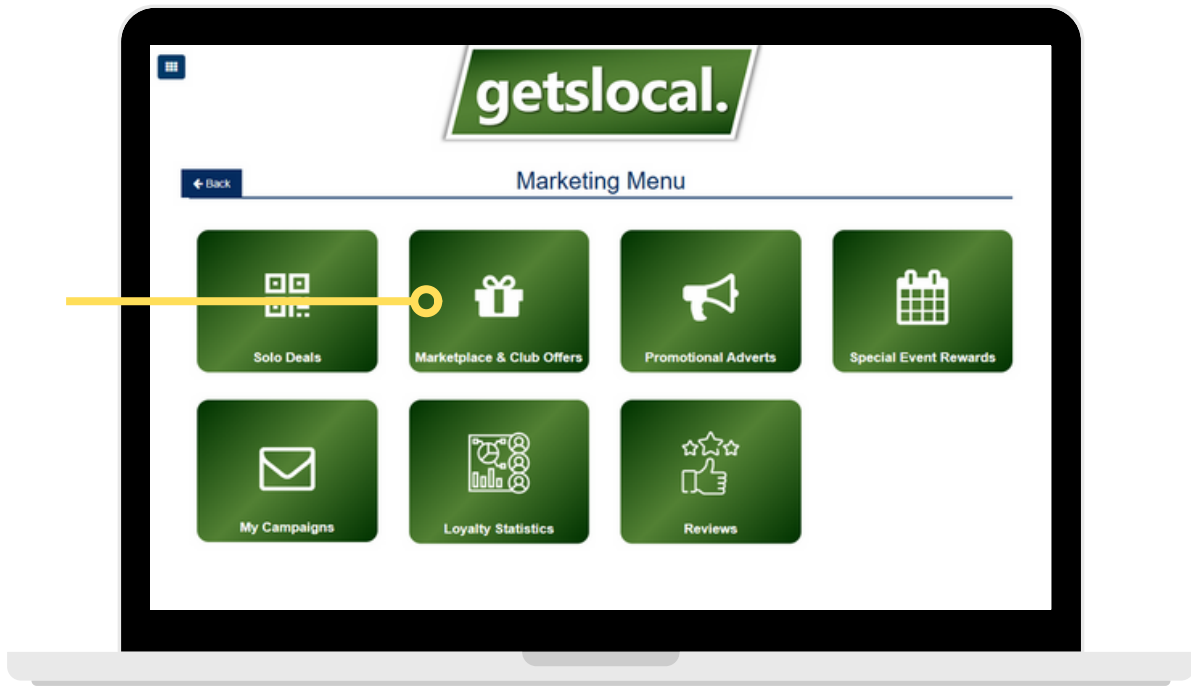 getslocal.
Back
Marketing Menu
Solo Deals
Marketplace & Club Offers
Promotional Adverts
Special Event Rewards
My Campaigns
Loyalty Statistics
Reviews